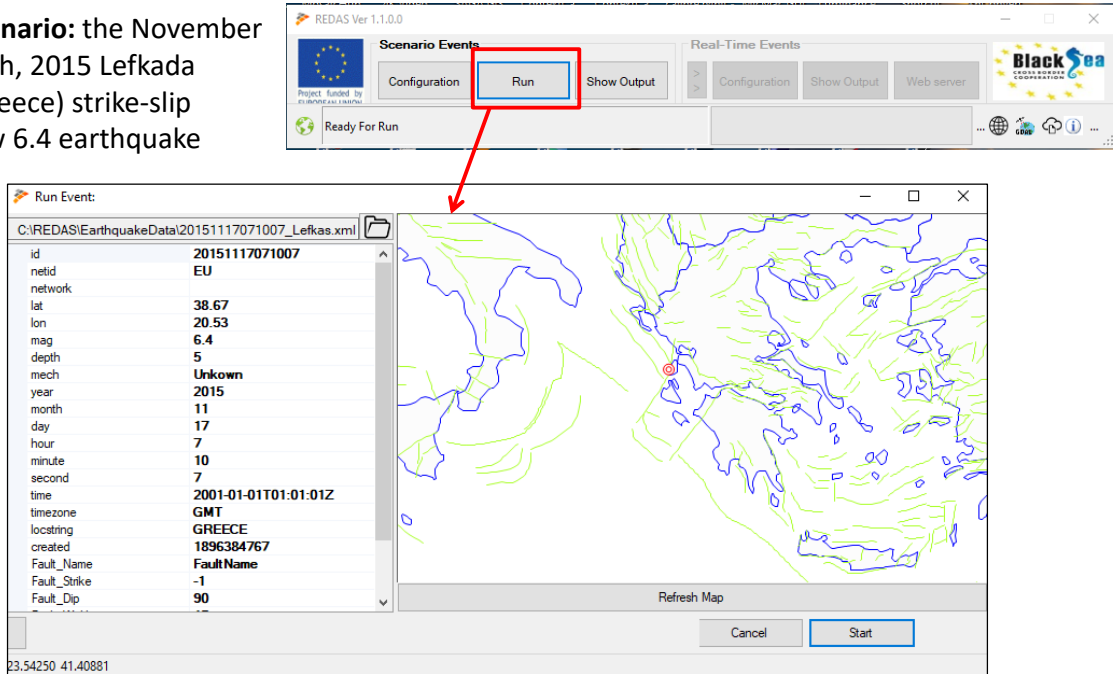 nario: the November
h, 2015 Lefkada
eece) strike-slip
6.4 earthquake
REDAS Ver 1.1.0.0
Scenario Events
Real-Time Events
Project funded by
EUROPEAN UNION
Configuration
Run
Show Output
>
>
Configuration
Show Output
Web server
BlackSea
CROSS BORDER
COOPERATION
Ready For Run
... GDAL ...
Run Event:
C:\REDAS\EarthquakeData\20151117071007_Lefkas.xml
id 20151117071007
netid EU
network
lat 38.67
lon 20.53
mag 6.4
depth 5
mech Unkown
year 2015
month 11
day 17
hour 7
minute 10
second 7
time 2001-01-01T01:01:01Z
timezone GMT
locstring GREECE
created 1896384767
Fault_Name FaultName
Fault_Strike -1
Fault_Dip 90
Refresh Map
Cancel
Start
23.54250 41.40881